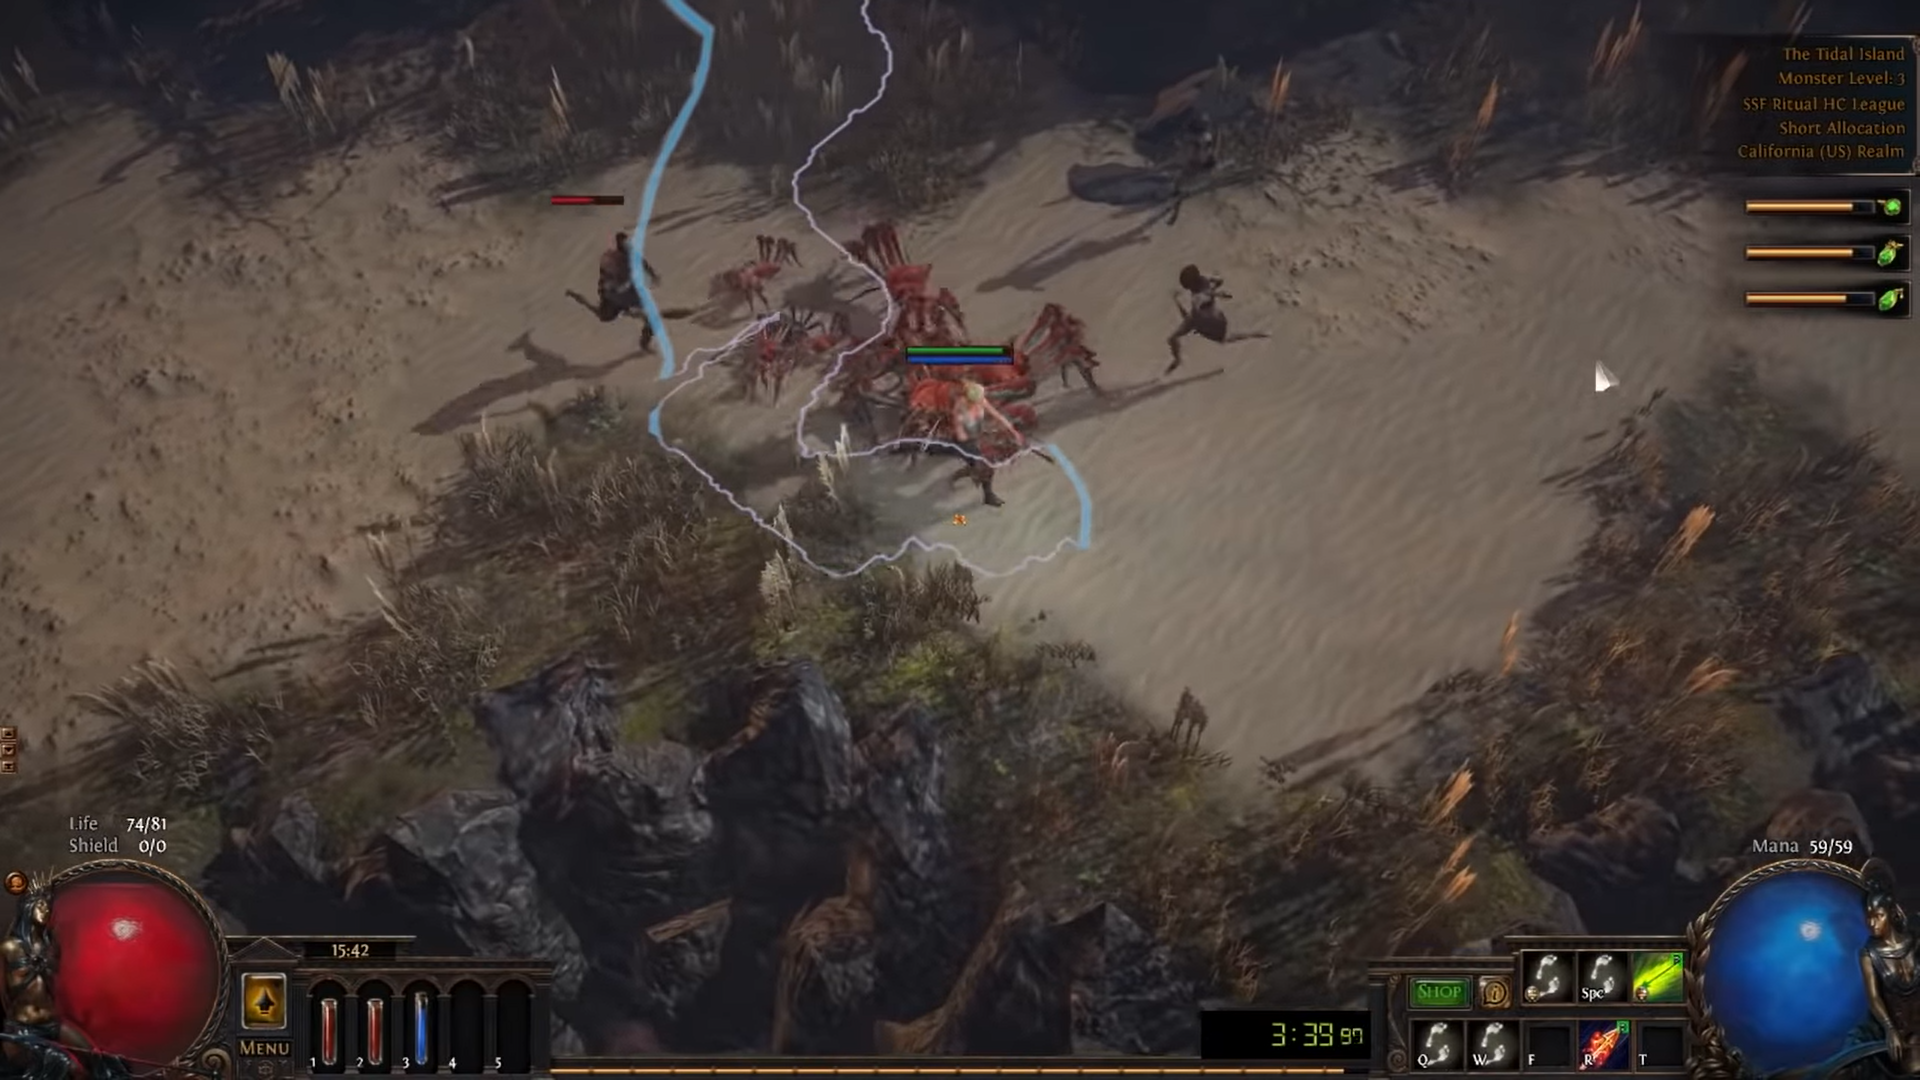 The Tidal Island
Monster Level: 3
SSF Ritual HC League
Short Allocation
California (US) Realm
Life 74/81
Shield 0/0
Mana 59/59
15:42
MENU
1 2 3 4 5
3:39 97
SHOP
Spc
Q W F R T